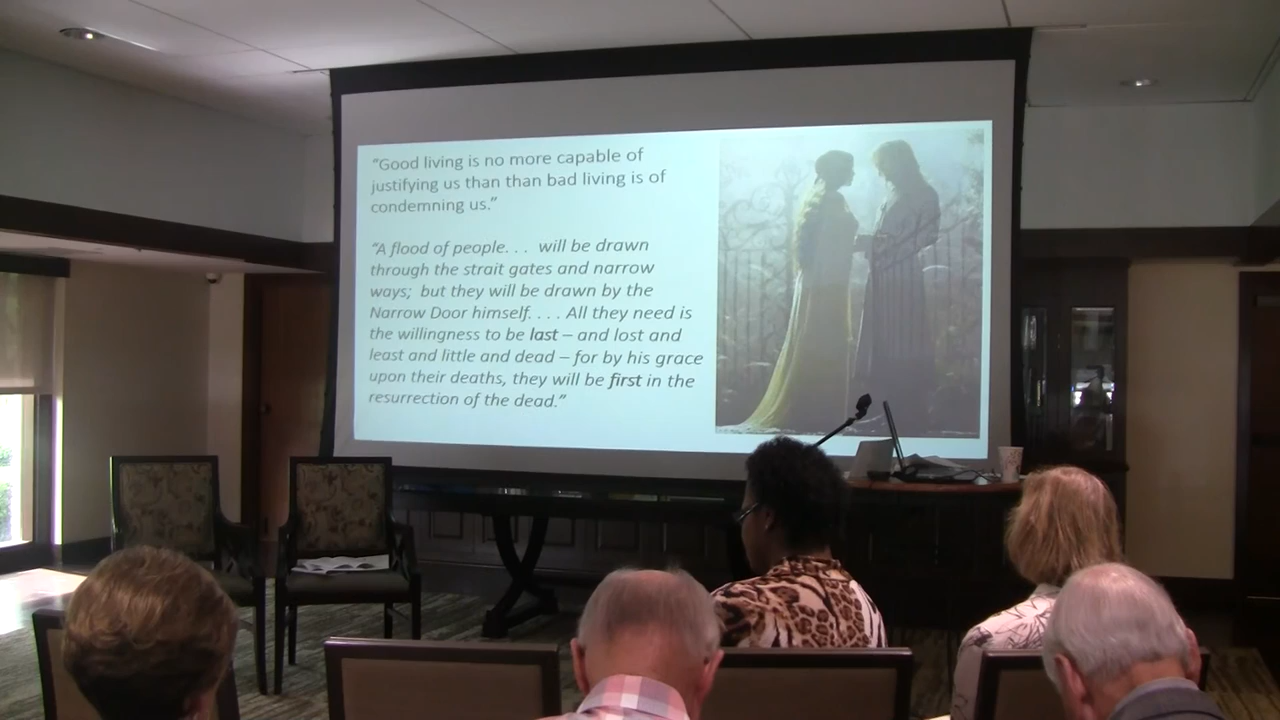 “Good living is no more capable of
justifying us than than bad living is of
condemning us.”
“A flood of people. . .  will be drawn
through the strait gates and narrow
ways;  but they will be drawn by the
Narrow Door himself. . . . All they need is
the willingness to be last – and lost and
least and little and dead – for by his grace
upon their deaths, they will be first in the
resurrection of the dead.”